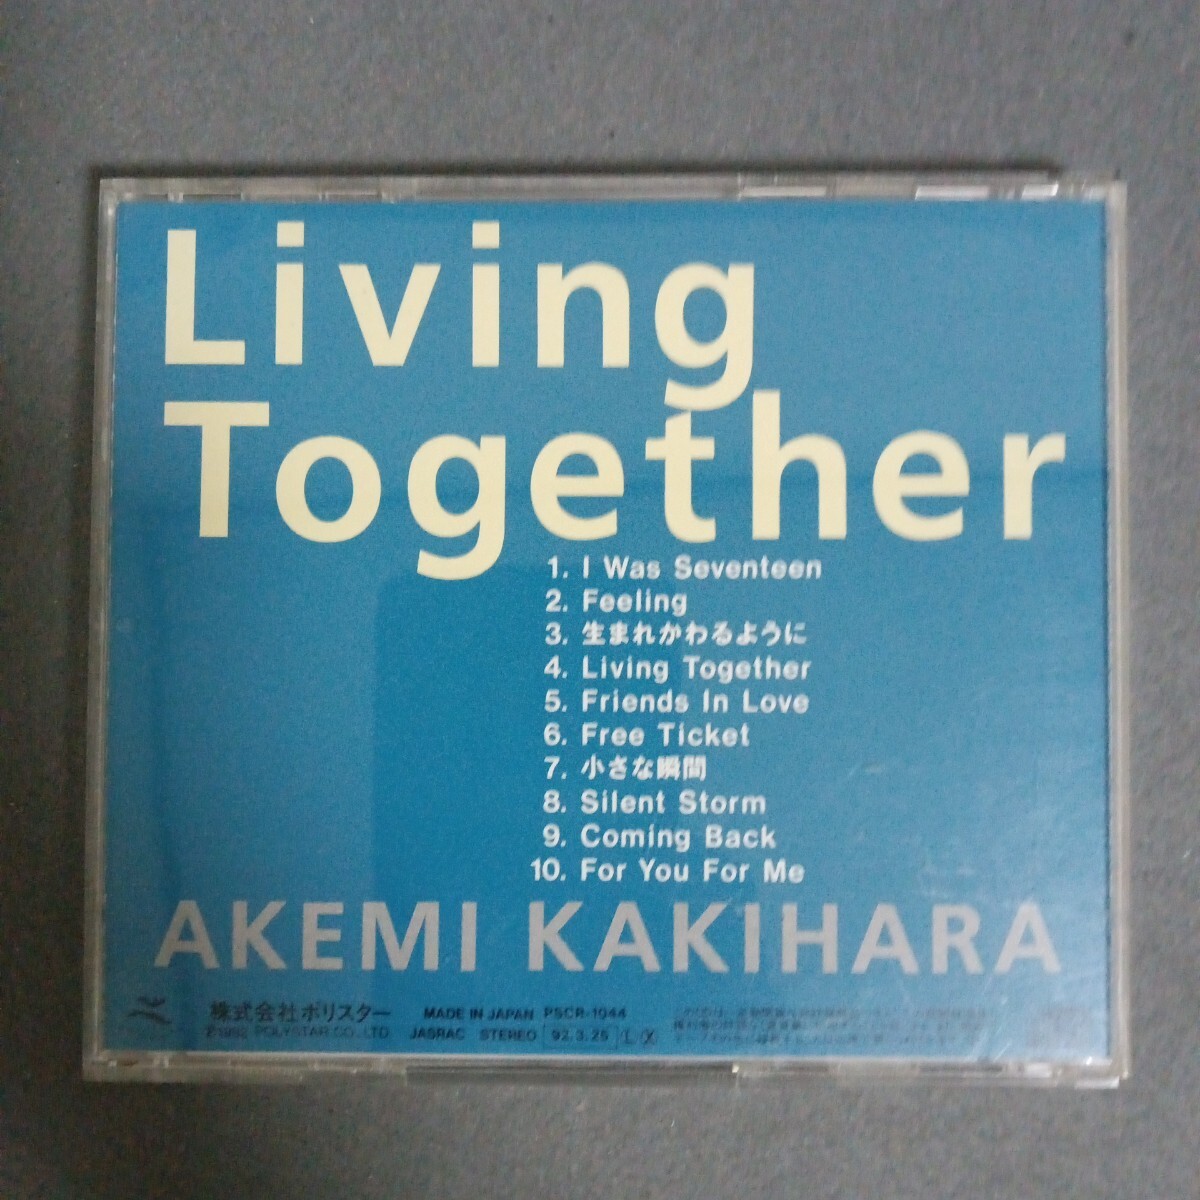 Living
Together
1. I Was Seventeen
2. Feeling
3. 生まれかわるように
4. Living Together
5. Friends In Love
6. Free Ticket
7. 小さな瞬間
8. Silent Storm
9. Coming Back
10. For You For Me
AKEMI KAKIHARA
株式会社ポリスター MADE IN JAPAN PSCR-1044
℗1992 POLYSTAR CO., LTD. JASRAC STEREO 92.3.25 L X